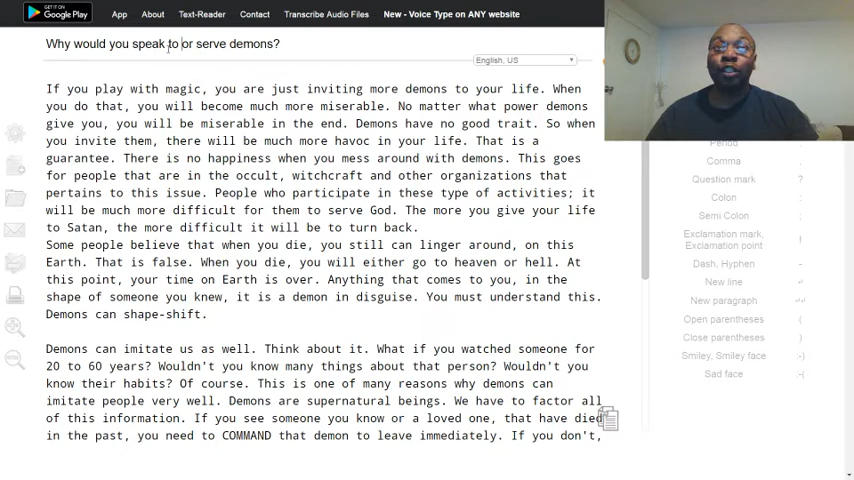 GET IT ON
Google Play
App About Text-Reader Contact Transcribe Audio Files New - Voice Type on ANY website
Why would you speak to or serve demons?
English, US
If you play with magic, you are just inviting more demons to your life. When
you do that, you will become much more miserable. No matter what power demons
give you, you will be miserable in the end. Demons have no good trait. So when
you invite them, there will be much more havoc in your life. That is a
guarantee. There is no happiness when you mess around with demons. This goes
for people that are in the occult, witchcraft and other organizations that
pertains to this issue. People who participate in these type of activities; it
will be much more difficult for them to serve God. The more you give your life
to Satan, the more difficult it will be to turn back.
Some people believe that when you die, you still can linger around, on this
Earth. That is false. When you die, you will either go to heaven or hell. At
this point, your time on Earth is over. Anything that comes to you, in the
shape of someone you knew, it is a demon in disguise. You must understand this.
Demons can shape-shift.
Demons can imitate us as well. Think about it. What if you watched someone for
20 to 60 years? Wouldn't you know many things about that person? Wouldn't you
know their habits? Of course. This is one of many reasons why demons can
imitate people very well. Demons are supernatural beings. We have to factor all
of this information. If you see someone you know or a loved one, that have died
in the past, you need to COMMAND that demon to leave immediately. If you don't,
Period .
Comma ,
Question mark ?
Colon :
Semi Colon ;
Exclamation mark, !
Exclamation point
Dash, Hyphen -
New line ↵
New paragraph ↵↵
Open parentheses (
Close parentheses )
Smiley, Smiley face :-)
Sad face :-(